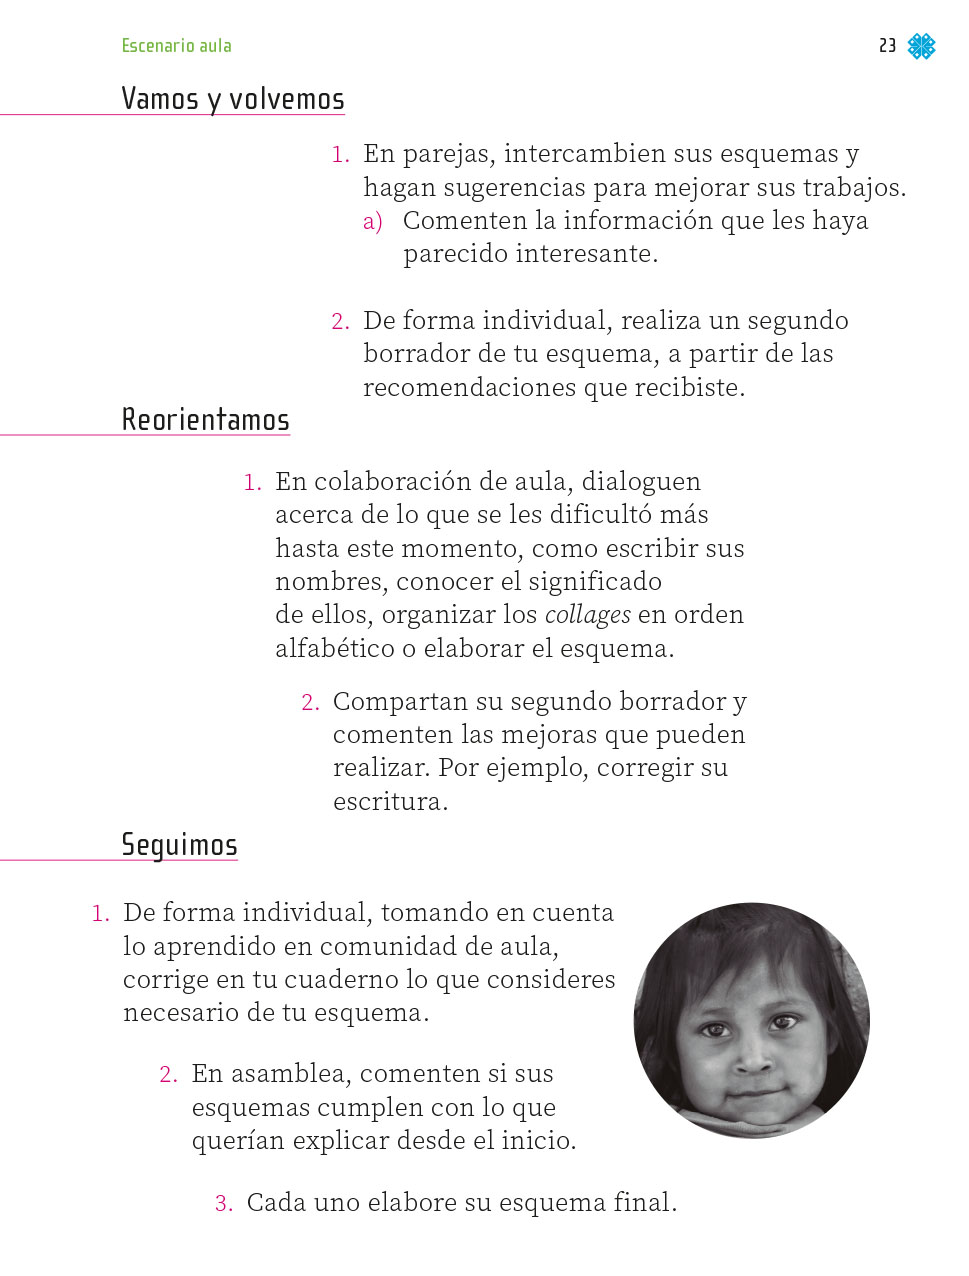 Escenario aula
23
Vamos y volvemos
1. En parejas, intercambien sus esquemas y
hagan sugerencias para mejorar sus trabajos.
a) Comenten la información que les haya
parecido interesante.
2. De forma individual, realiza un segundo
borrador de tu esquema, a partir de las
recomendaciones que recibiste.
Reorientamos
1. En colaboración de aula, dialoguen
acerca de lo que se les dificultó más
hasta este momento, como escribir sus
nombres, conocer el significado
de ellos, organizar los collages en orden
alfabético o elaborar el esquema.
2. Compartan su segundo borrador y
comenten las mejoras que pueden
realizar. Por ejemplo, corregir su
escritura.
Seguimos
1. De forma individual, tomando en cuenta
lo aprendido en comunidad de aula,
corrige en tu cuaderno lo que consideres
necesario de tu esquema.
2. En asamblea, comenten si sus
esquemas cumplen con lo que
querían explicar desde el inicio.
3. Cada uno elabore su esquema final.